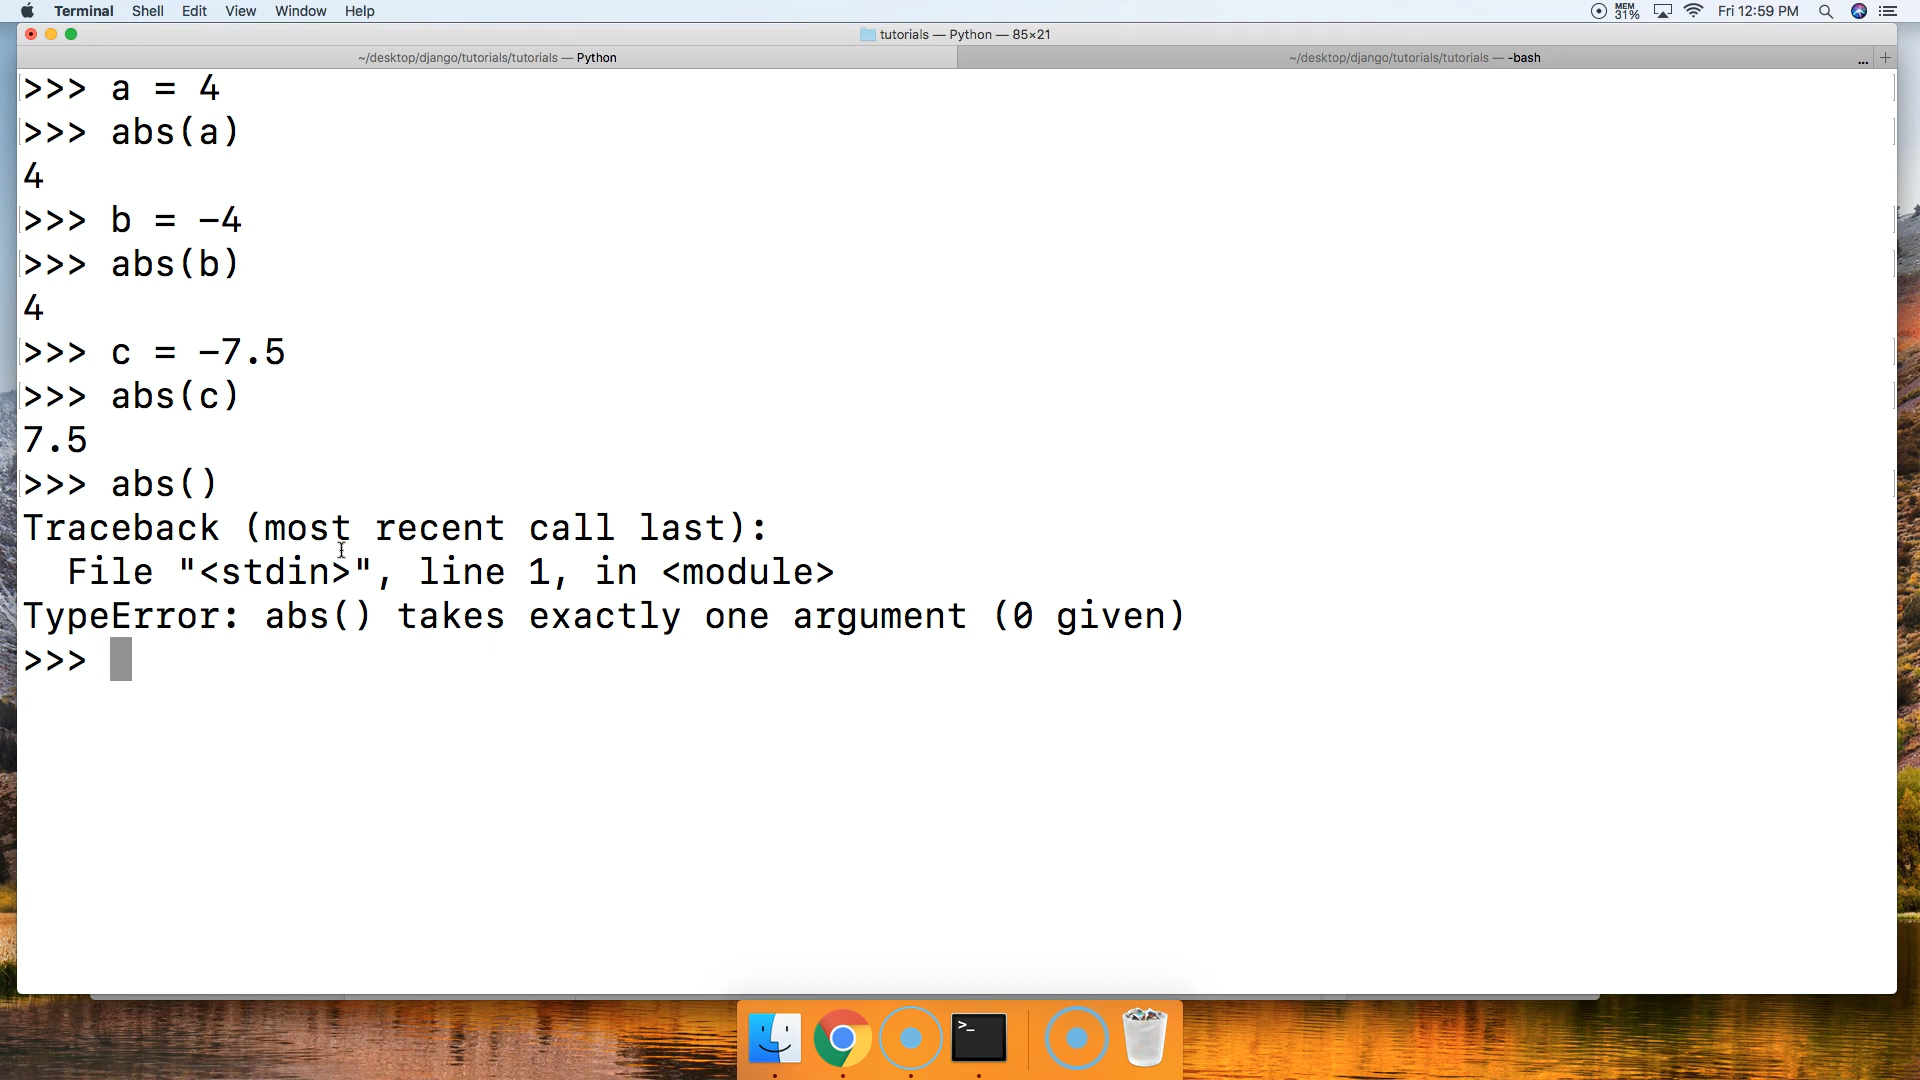 Terminal Shell Edit View Window Help MEM 31% Fri 12:59 PM
tutorials — Python — 85×21
~/desktop/django/tutorials/tutorials — Python ~/desktop/django/tutorials/tutorials — -bash ... +
>>> a = 4
>>> abs(a)
4
>>> b = -4
>>> abs(b)
4
>>> c = -7.5
>>> abs(c)
7.5
>>> abs()
Traceback (most recent call last):
  File "<stdin>", line 1, in <module>
TypeError: abs() takes exactly one argument (0 given)
>>>
>_